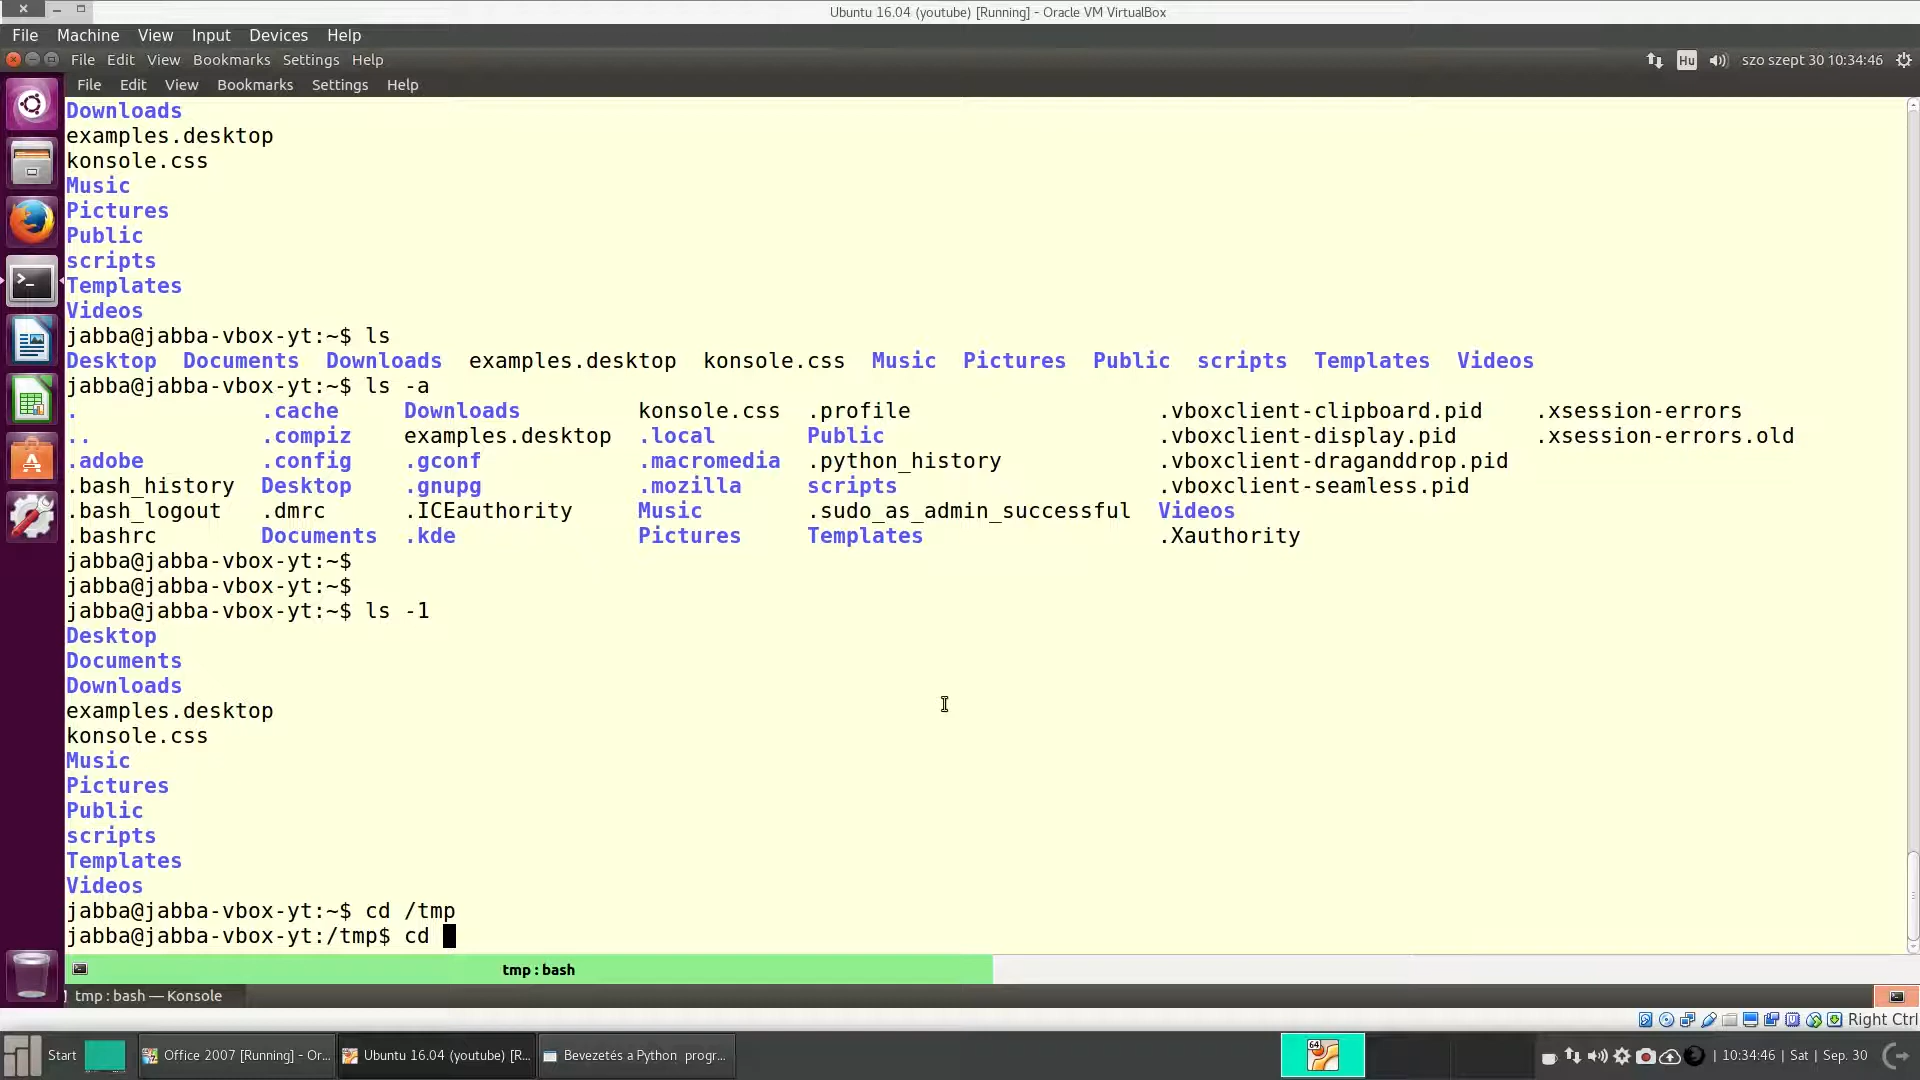 Ubuntu 16.04 (youtube) [Running] - Oracle VM VirtualBox
File Machine View Input Devices Help
File Edit View Bookmarks Settings Help
Hu szo szept 30 10:34:46
File Edit View Bookmarks Settings Help
Downloads
examples.desktop
konsole.css
Music
Pictures
Public
scripts
Templates
Videos
jabba@jabba-vbox-yt:~$ ls
Desktop Documents Downloads examples.desktop konsole.css Music Pictures Public scripts Templates Videos
jabba@jabba-vbox-yt:~$ ls -a
. .cache Downloads konsole.css .profile .vboxclient-clipboard.pid .xsession-errors
.. .compiz examples.desktop .local Public .vboxclient-display.pid .xsession-errors.old
.adobe .config .gconf .macromedia .python_history .vboxclient-draganddrop.pid
.bash_history Desktop .gnupg .mozilla scripts .vboxclient-seamless.pid
.bash_logout .dmrc .ICEauthority Music .sudo_as_admin_successful Videos
.bashrc Documents .kde Pictures Templates .Xauthority
jabba@jabba-vbox-yt:~$
jabba@jabba-vbox-yt:~$
jabba@jabba-vbox-yt:~$ ls -1
Desktop
Documents
Downloads
examples.desktop
konsole.css
Music
Pictures
Public
scripts
Templates
Videos
jabba@jabba-vbox-yt:~$ cd /tmp
jabba@jabba-vbox-yt:/tmp$ cd
tmp : bash
tmp : bash — Konsole
Right Ctrl
Start Office 2007 [Running] - Or... Ubuntu 16.04 (youtube) [R... Bevezetés a Python progr... 64 | 10:34:46 | Sat | Sep. 30